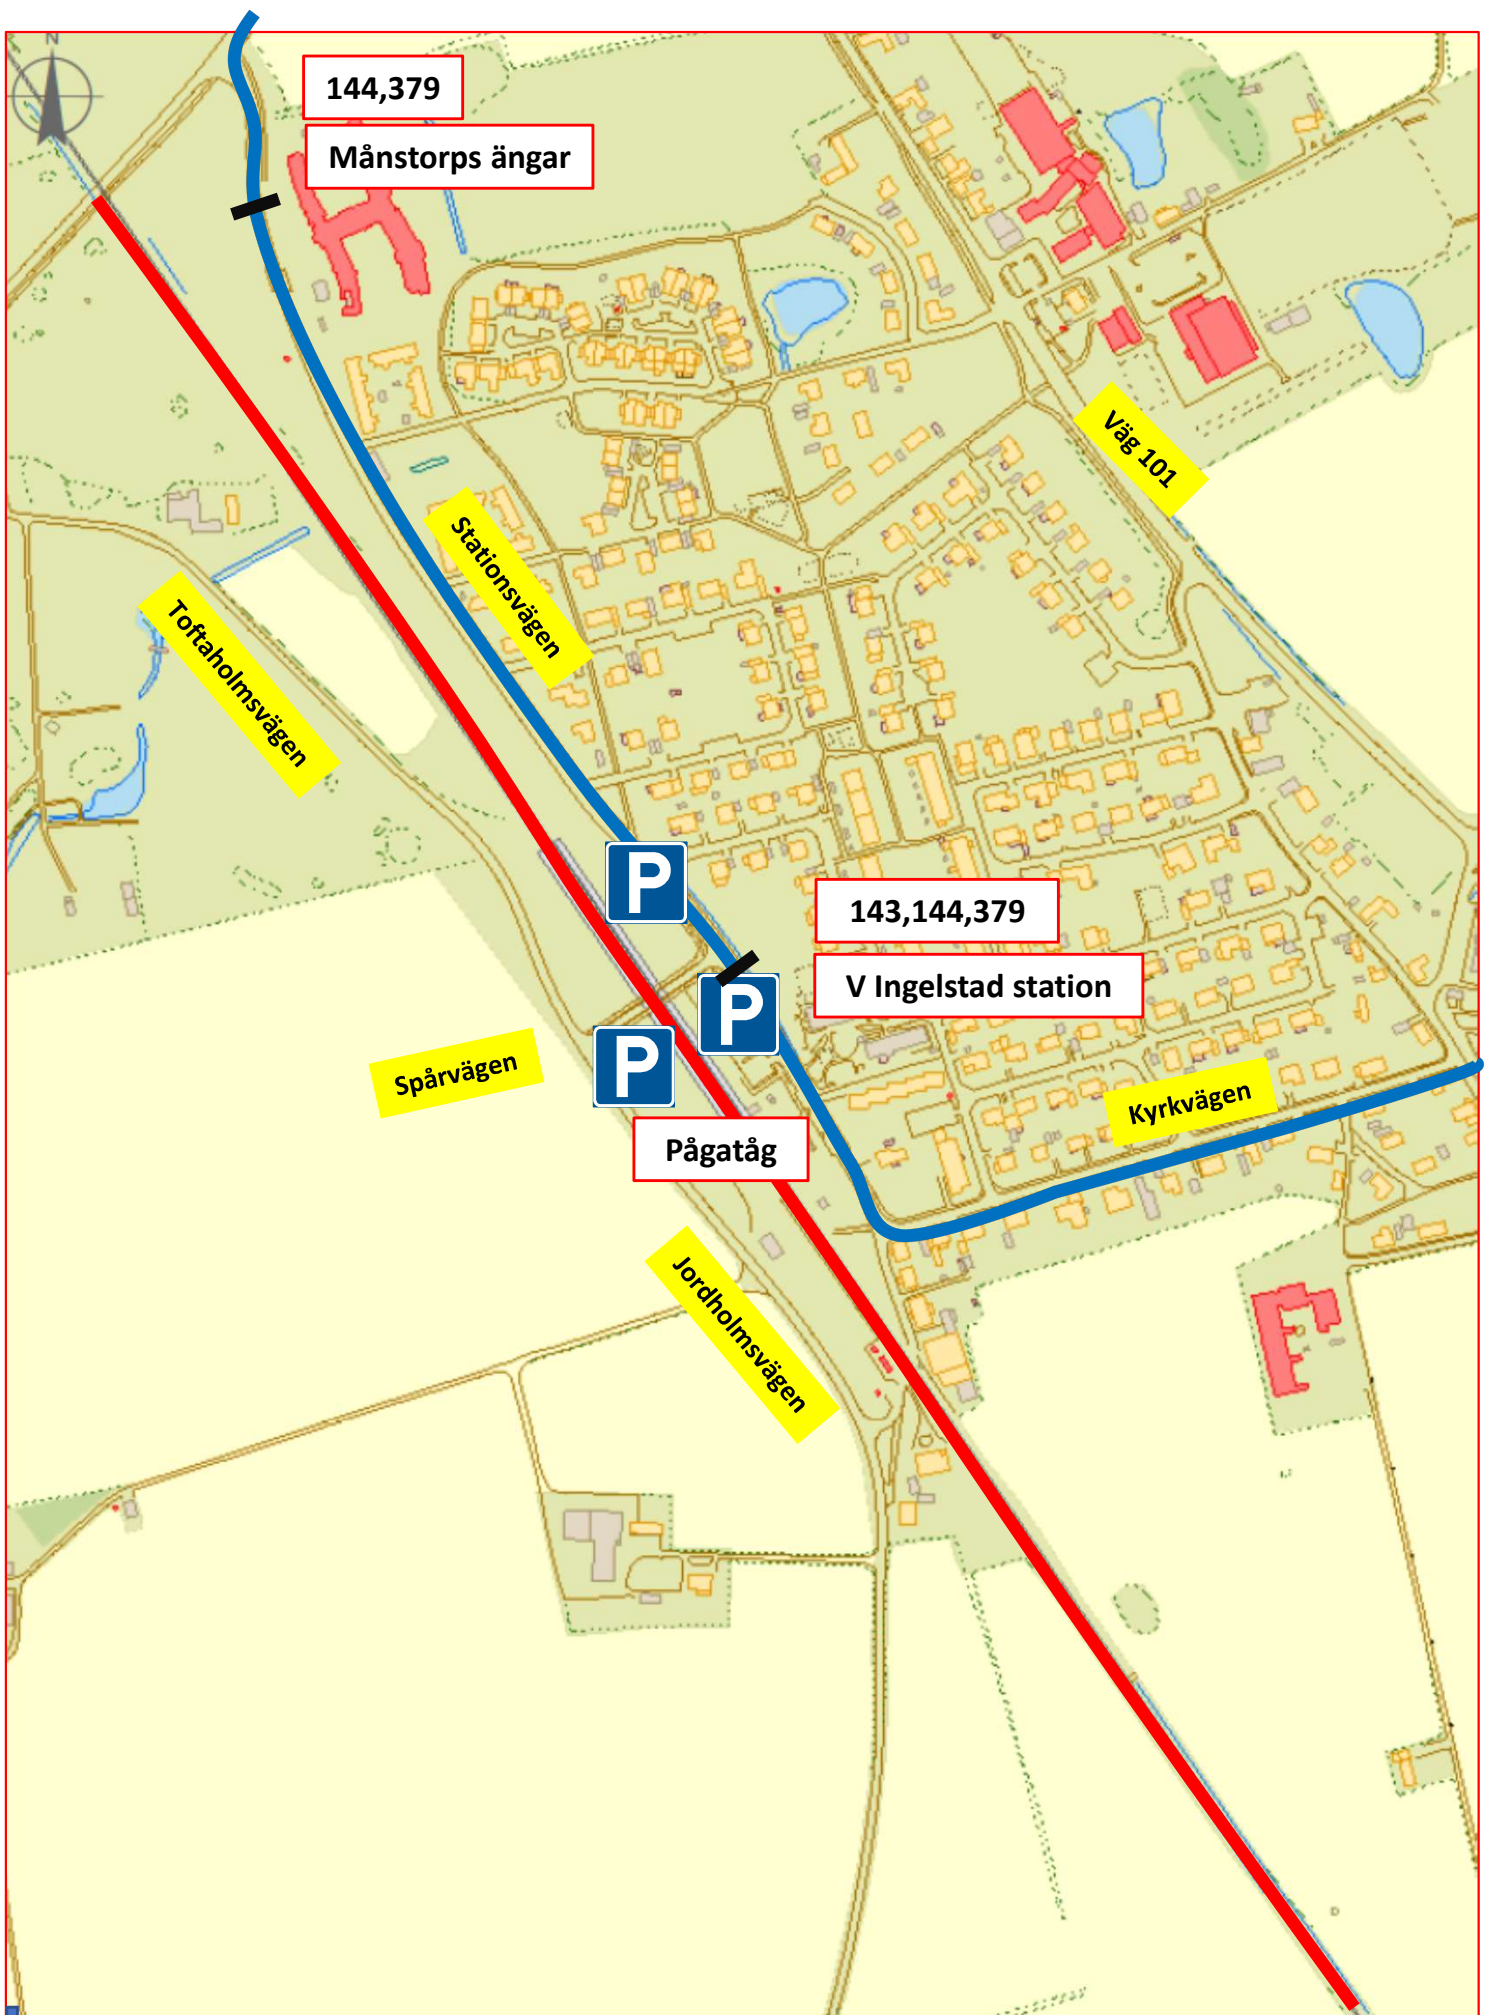 N
144,379
Månstorps ängar
Väg 101
Stationsvägen
Toftaholmsvägen
P
143,144,379
V Ingelstad station
P
P
Spårvägen
Kyrkvägen
Pågatåg
Jordholmsvägen